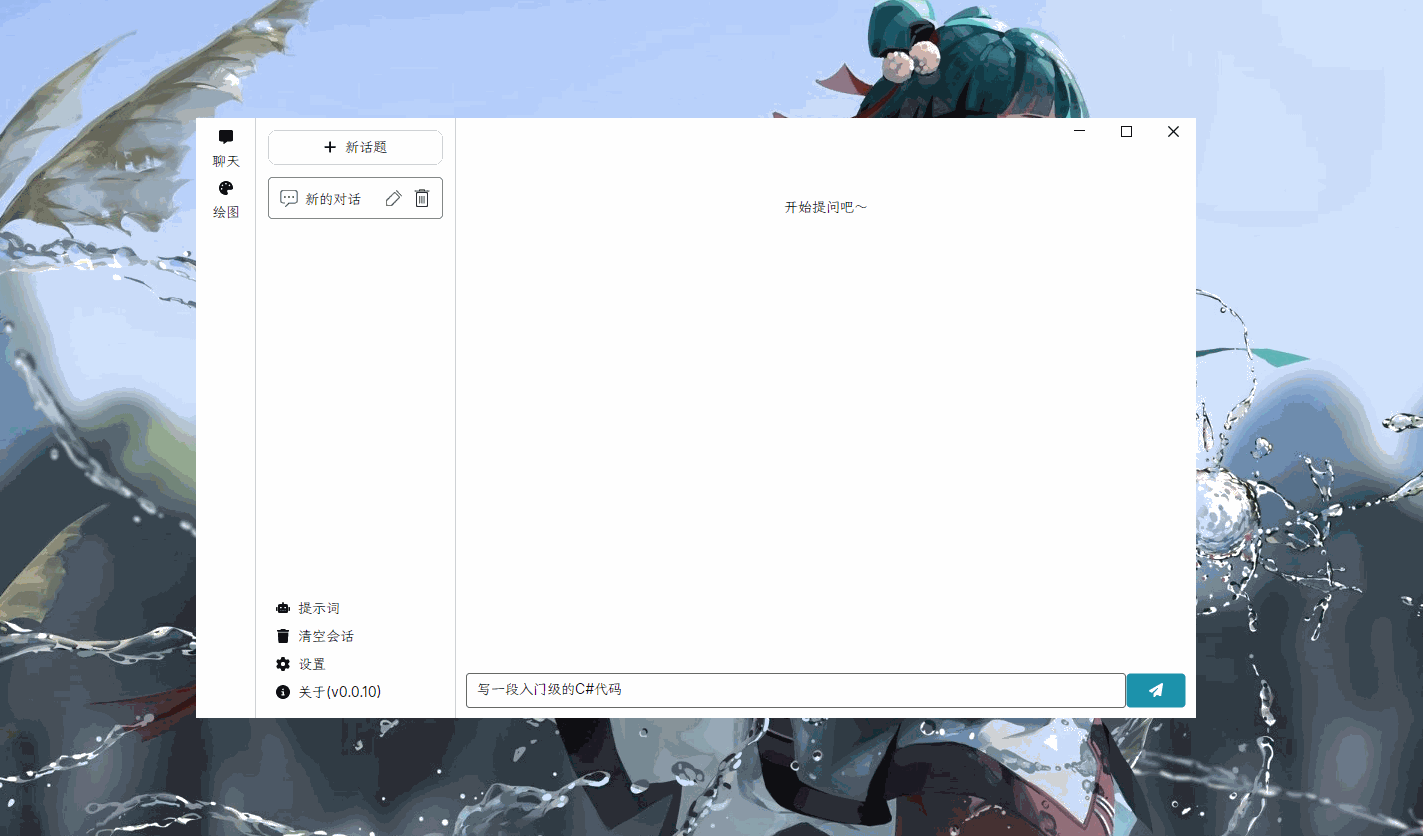 聊天
绘图
新话题
新的对话
开始提问吧～
提示词
清空会话
设置
关于(v0.0.10)
写一段入门级的C#代码